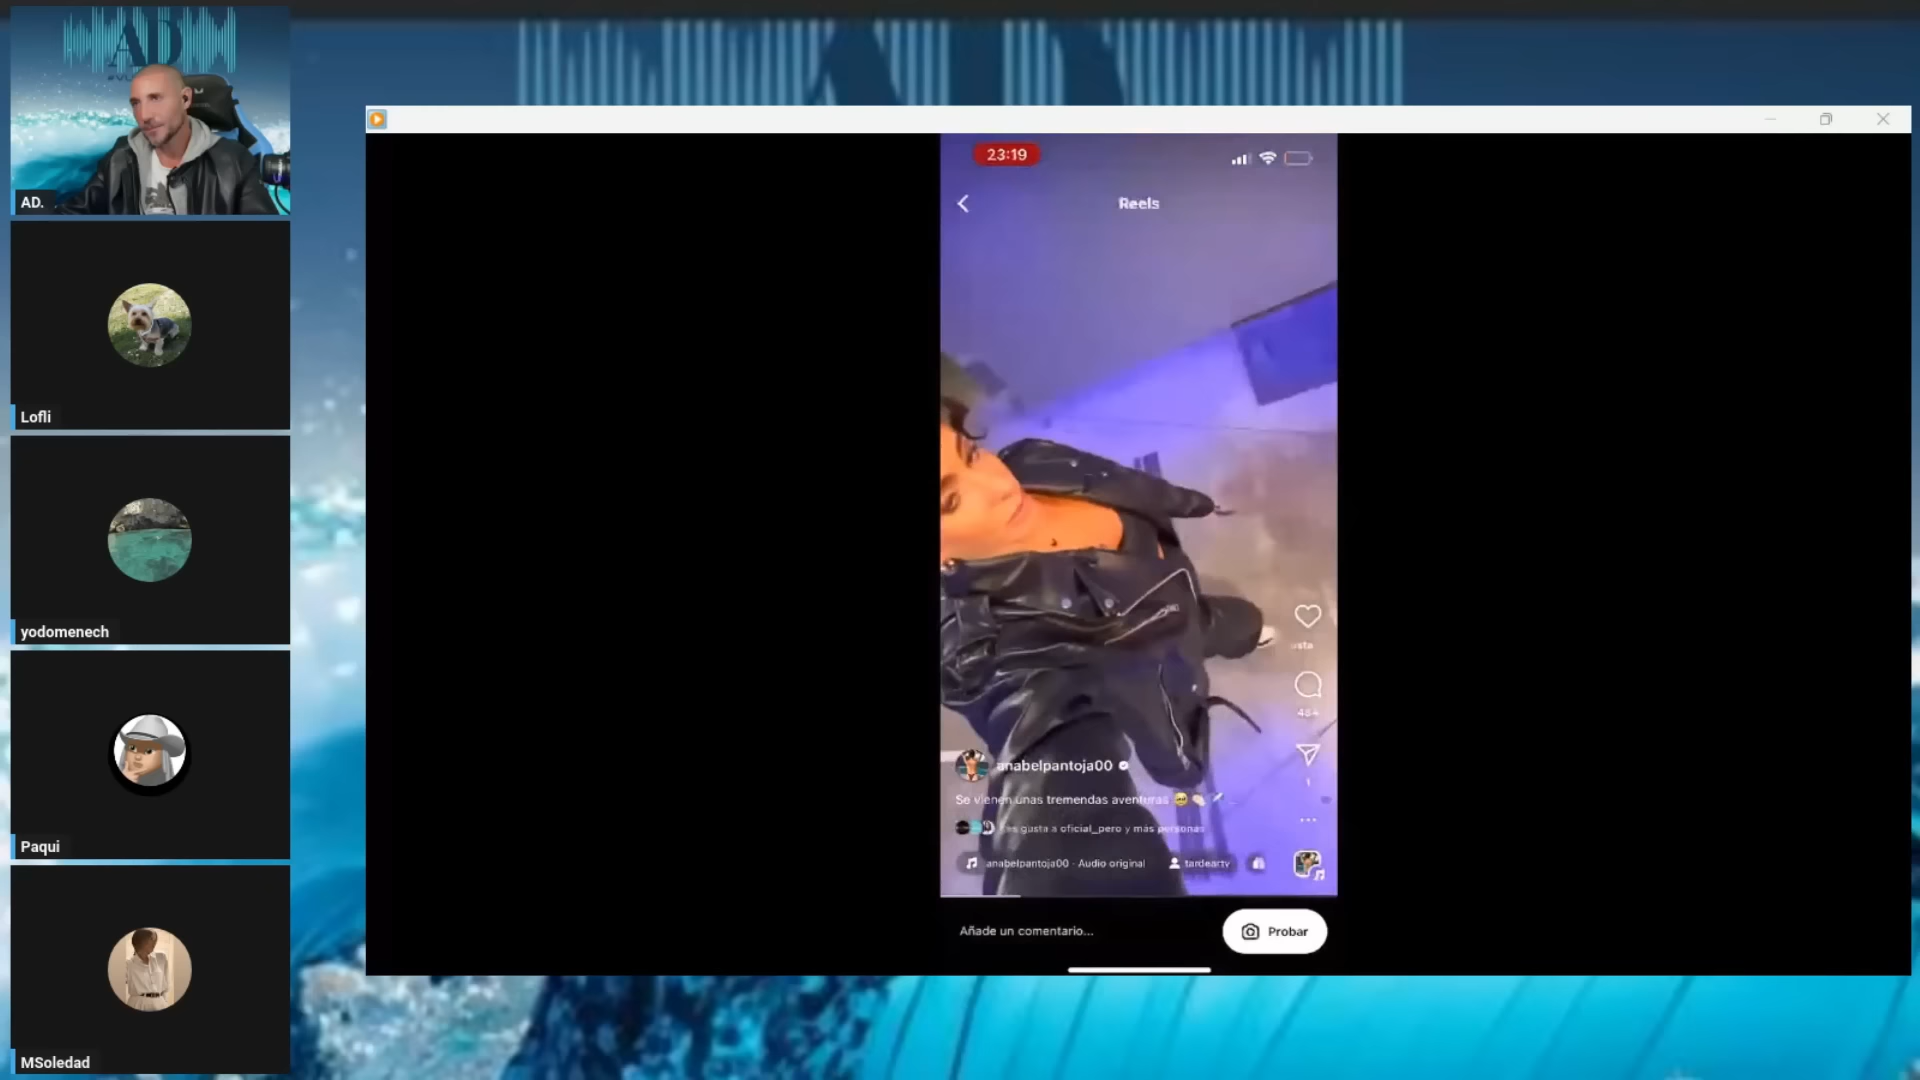 AD
AD.
Lofli
yodomenech
Paqui
MSoledad
23:19
Reels
anabelpantoja00
Se vienen unas tremendas aventuras
Les gusta a oficial_pero y más personas
anabelpantoja00 · Audio original
tardeartv
Añade un comentario...
Probar